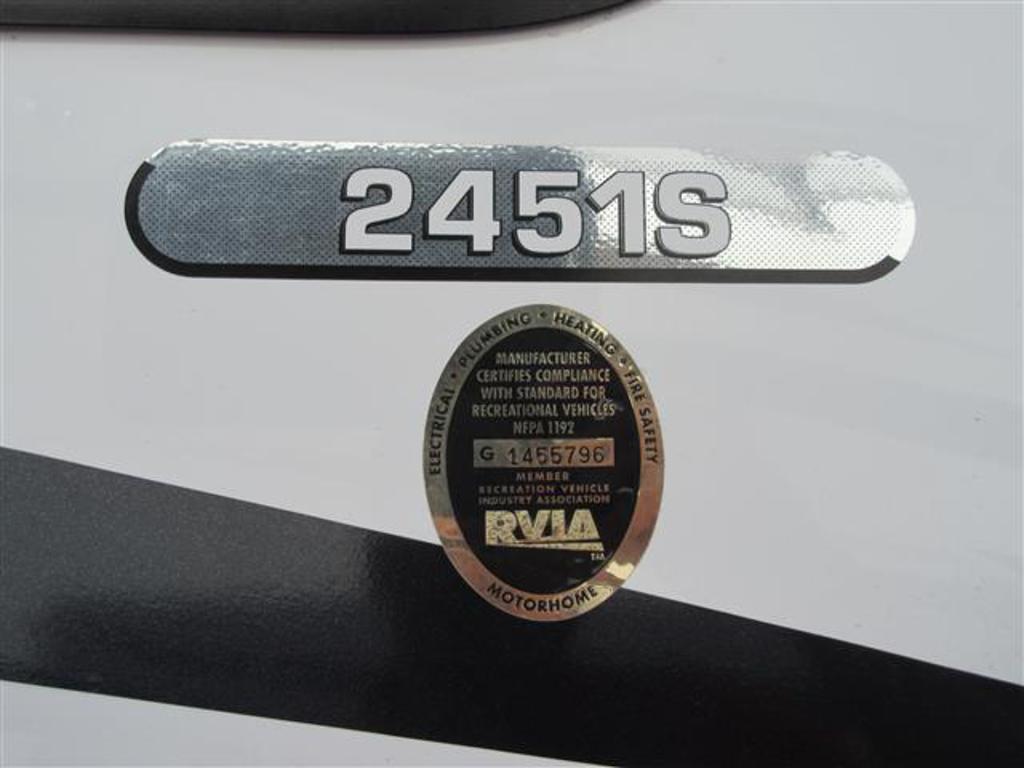 2451S
ELECTRICAL • PLUMBING • HEATING • FIRE SAFETY
MANUFACTURER
CERTIFIES COMPLIANCE
WITH STANDARD FOR
RECREATIONAL VEHICLES
NFPA 1192
G 1455796
MEMBER
RECREATION VEHICLE
INDUSTRY ASSOCIATION
RVIA
MOTORHOME